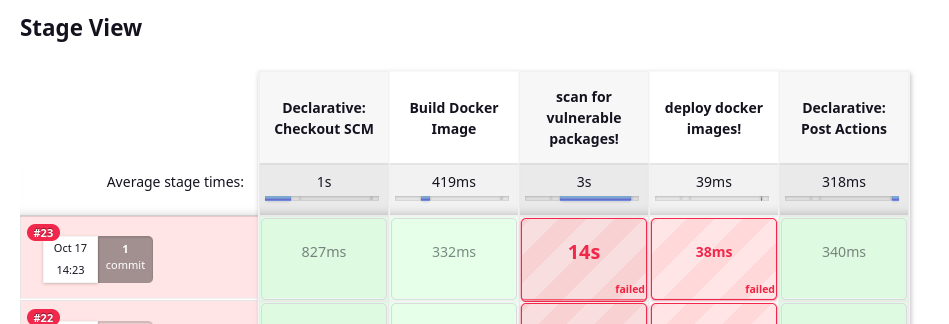 Stage View
Declarative:
Checkout SCM
Build Docker
Image
scan for
vulnerable
packages!
deploy docker
images!
Declarative:
Post Actions
Average stage times:
1s
419ms
3s
39ms
318ms
#23
Oct 17
14:23
1
commit
827ms
332ms
14s
failed
38ms
failed
340ms
#22